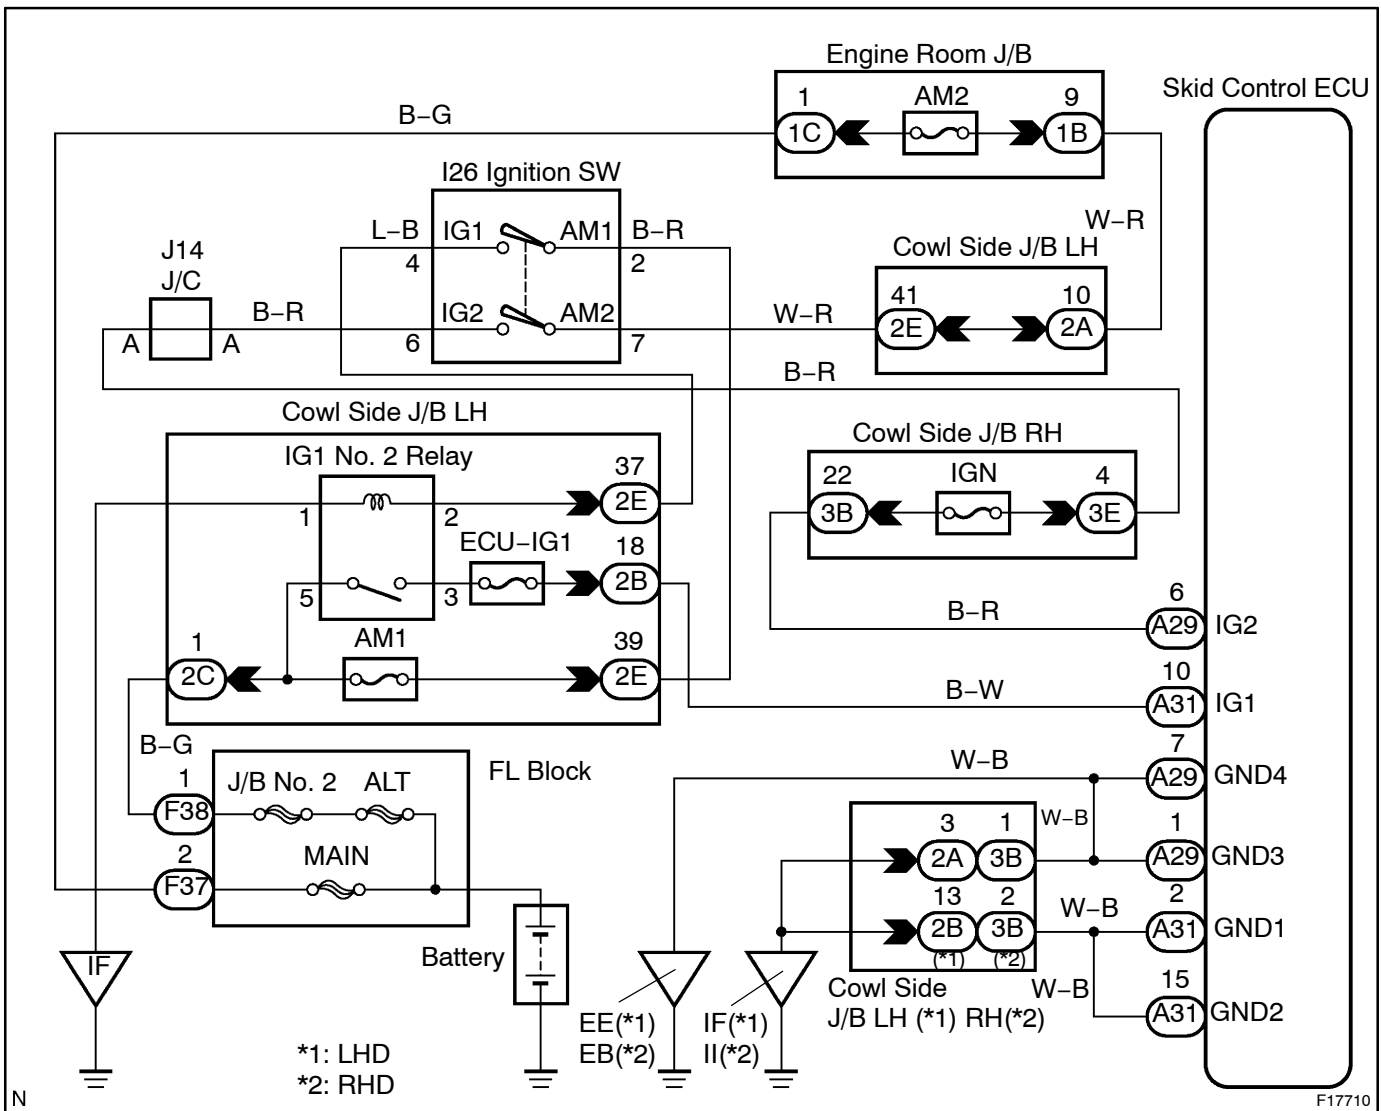 Engine Room J/B
Skid Control ECU
1 AM2 9
B–G
1C 1B
I26 Ignition SW
W–R
L–B IG1 AM1 B–R
4 2
J14
J/C
Cowl Side J/B LH
41 10
B–R IG2 AM2 W–R
2E 2A
A A 6 7
B–R
Cowl Side J/B LH
Cowl Side J/B RH
IG1 No. 2 Relay
37
22 IGN 4
1 2 2E
3B 3E
ECU–IG1 18
5 3 2B
6
B–R A29 IG2
AM1
1 39
2C 2E
10
B–W A31 IG1
B–G
FL Block
1 J/B No. 2 ALT
F38
7
W–B A29 GND4
2 MAIN
F37
3 1 W–B 1
2A 3B A29 GND3
13 2 W–B 2
2B 3B A31 GND1
(*1) (*2)
IF
Battery
15
W–B A31 GND2
Cowl Side
J/B LH (*1) RH(*2)
EE(*1) IF(*1)
EB(*2) II(*2)
*1: LHD
*2: RHD
N
F17710